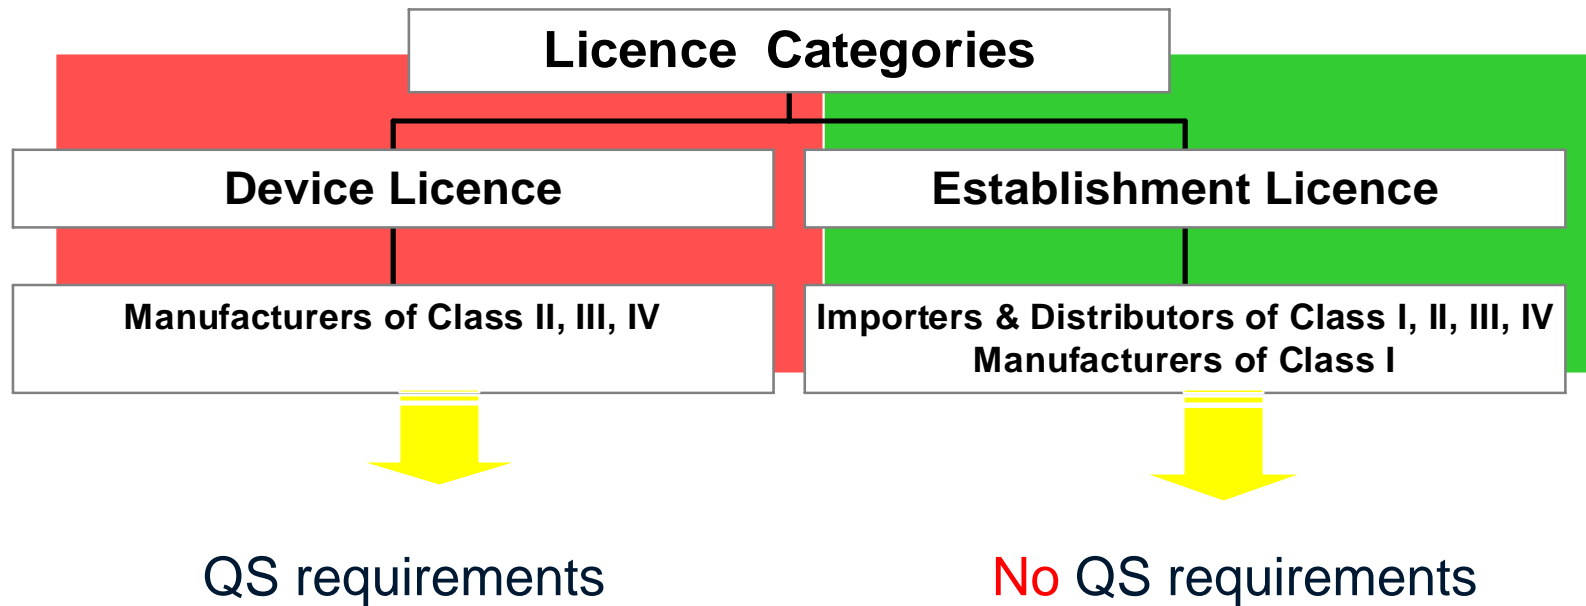 Licence Categories
Device Licence
Establishment Licence
Manufacturers of Class II, III, IV
Importers & Distributors of Class I, II, III, IV
Manufacturers of Class I
QS requirements
No QS requirements